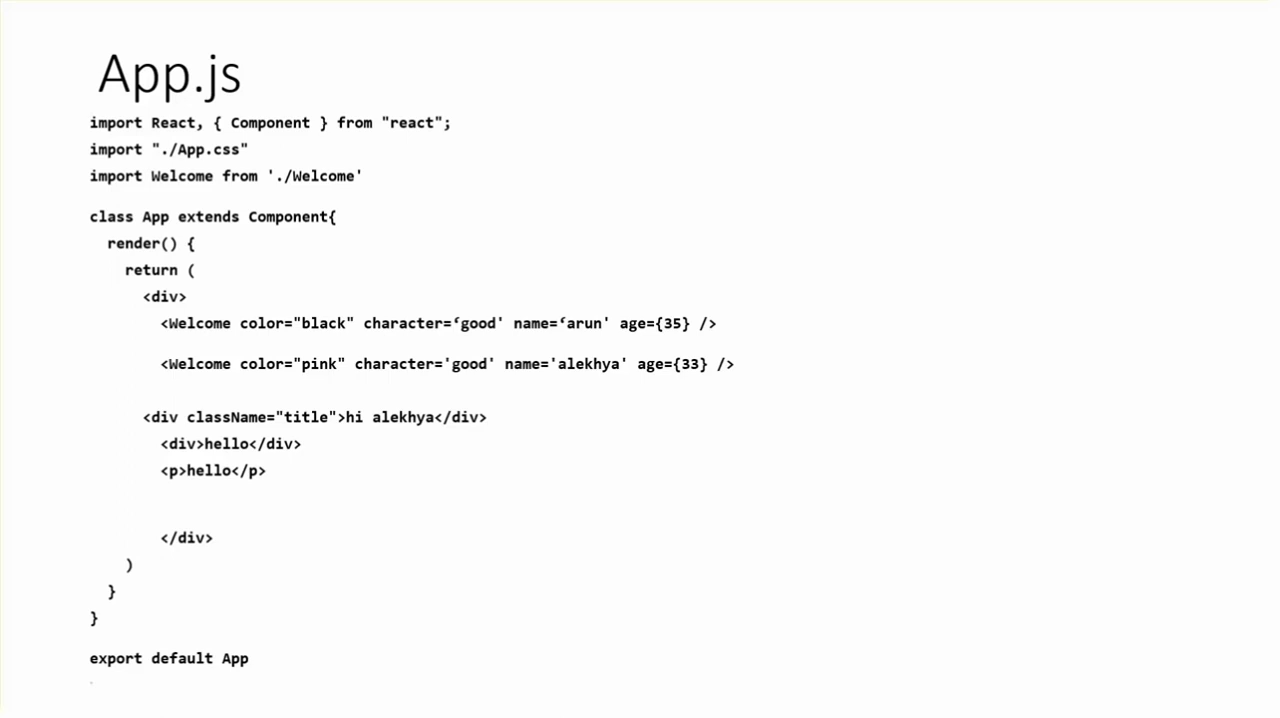 App.js
import React, { Component } from "react";
import "./App.css"
import Welcome from './Welcome'
class App extends Component{
render() {
return (
<div>
<Welcome color="black" character=‘good' name=‘arun' age={35} />
<Welcome color="pink" character='good' name='alekhya' age={33} />
<div className="title">hi alekhya</div>
<div>hello</div>
<p>hello</p>
</div>
)
}
}
export default App